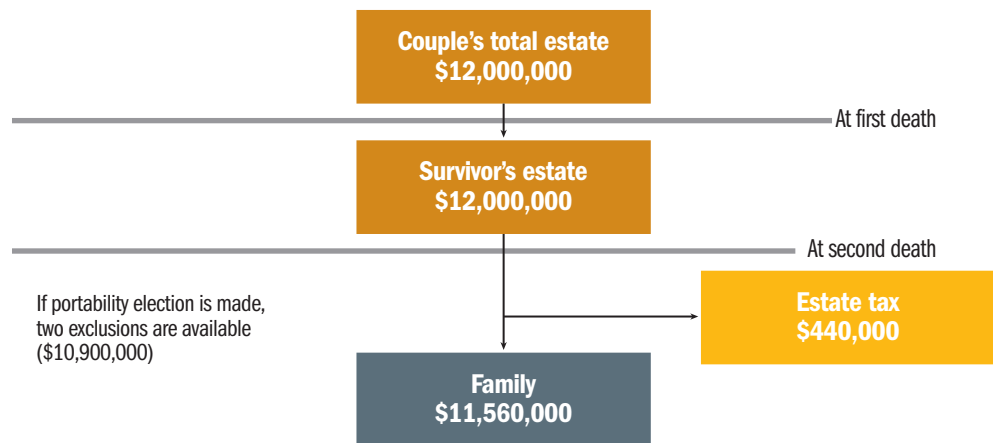 Couple's total estate
$12,000,000
At first death
Survivor's estate
$12,000,000
At second death
If portability election is made,
two exclusions are available
($10,900,000)
Estate tax
$440,000
Family
$11,560,000